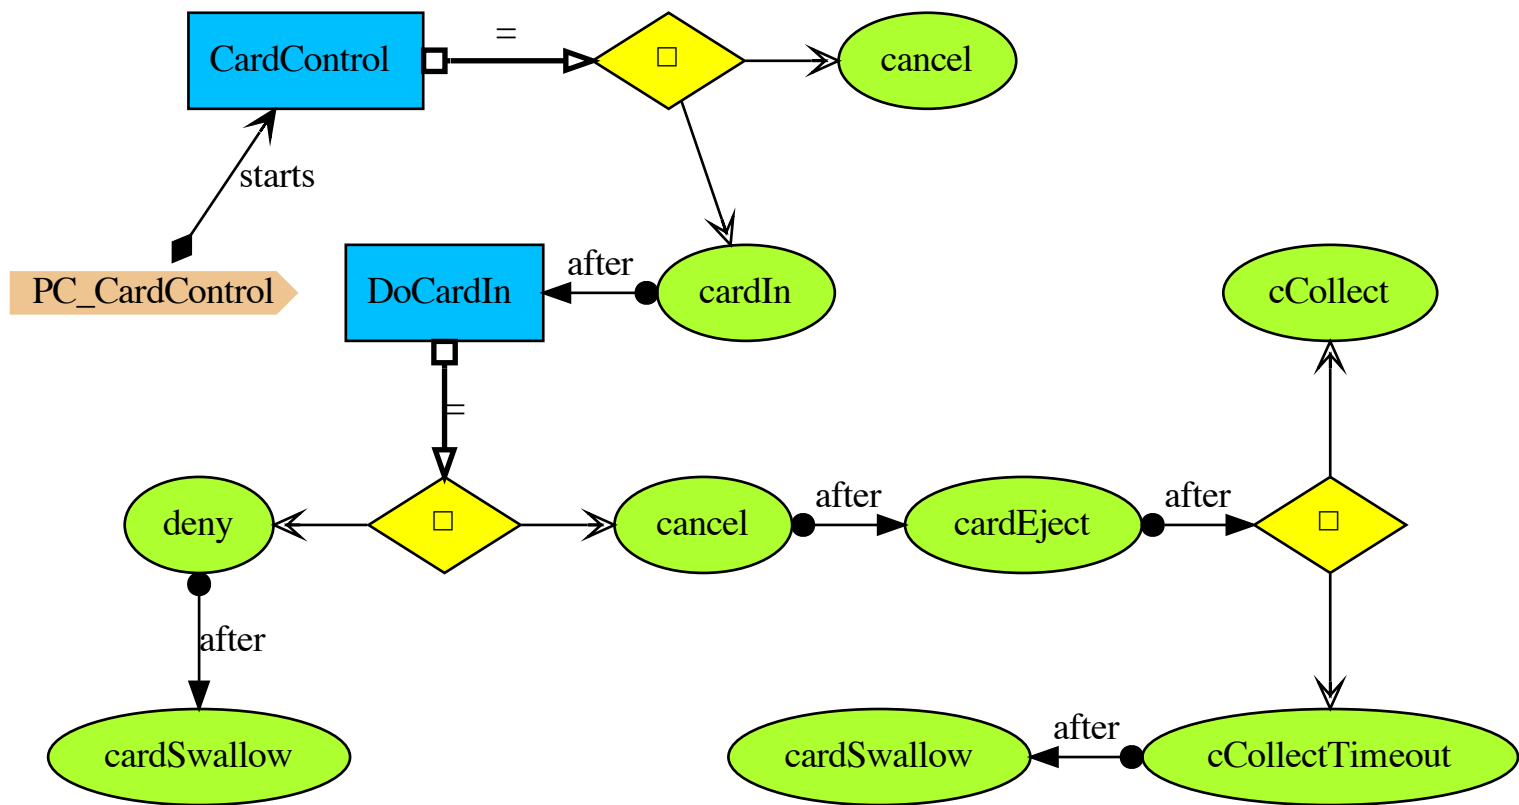 =
CardControl
□
cancel
starts
PC_CardControl
DoCardIn
after
cardIn
cCollect
=
deny
□
cancel
after
cardEject
after
□
after
cardSwallow
cardSwallow
after
cCollectTimeout